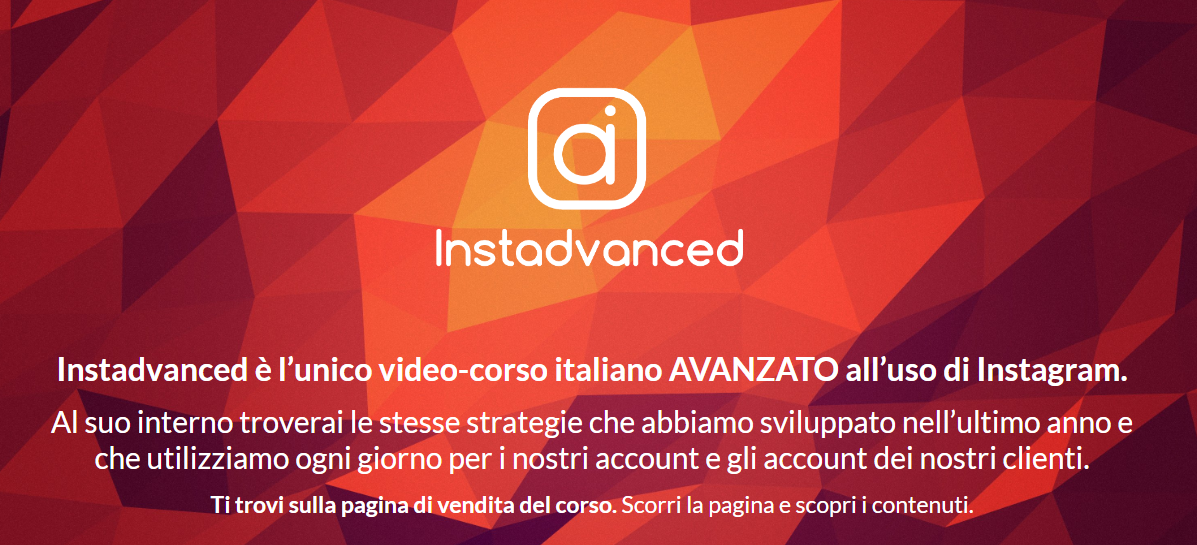 ai
Instadvanced
Instadvanced è l’unico video-corso italiano AVANZATO all’uso di Instagram.
Al suo interno troverai le stesse strategie che abbiamo sviluppato nell’ultimo anno e
che utilizziamo ogni giorno per i nostri account e gli account dei nostri clienti.
Ti trovi sulla pagina di vendita del corso. Scorri la pagina e scopri i contenuti.